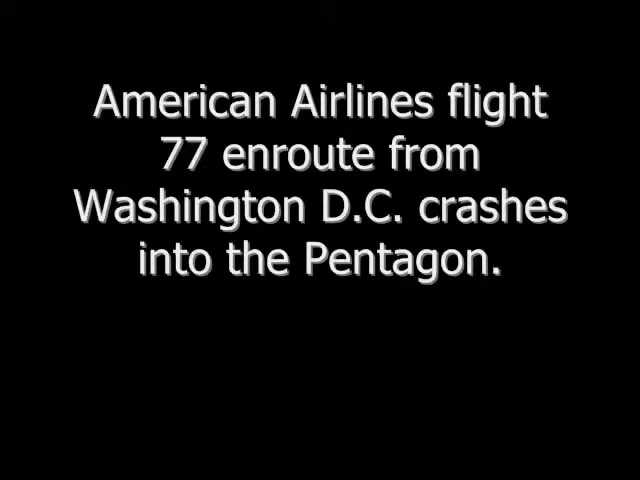 American Airlines flight
77 enroute from
Washington D.C. crashes
into the Pentagon.